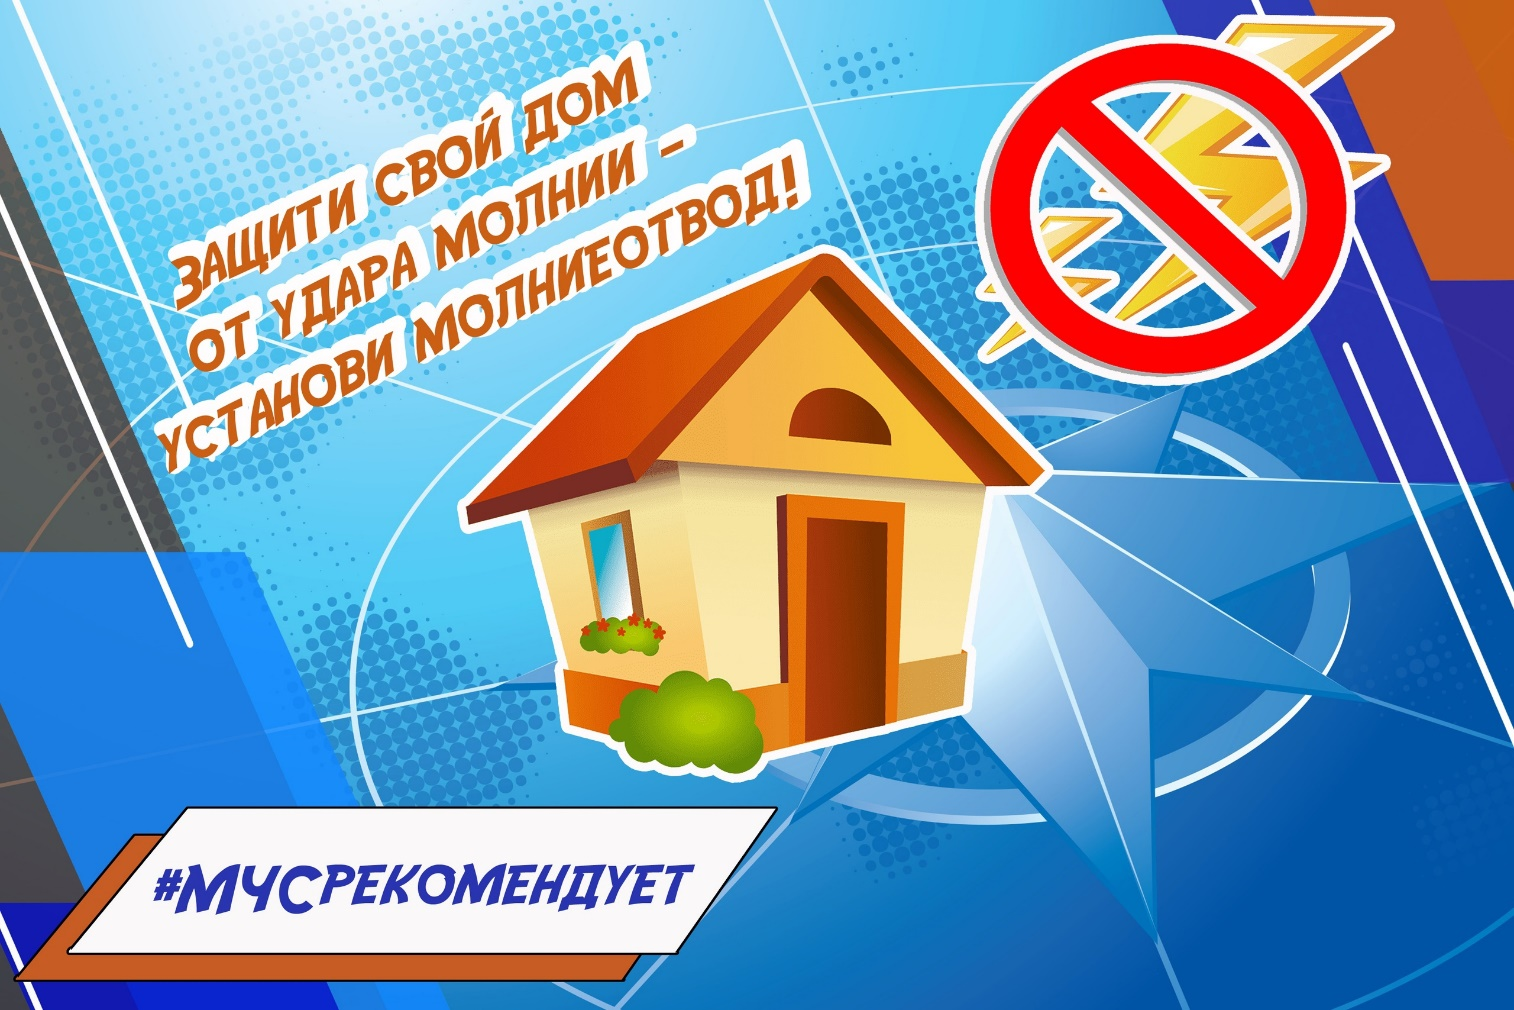 ЗАЩИТИ СВОЙ ДОМ
ОТ УДАРА МОЛНИИ –
УСТАНОВИ МОЛНИЕОТВОД!
#МЧСРЕКОМЕНДУЕТ